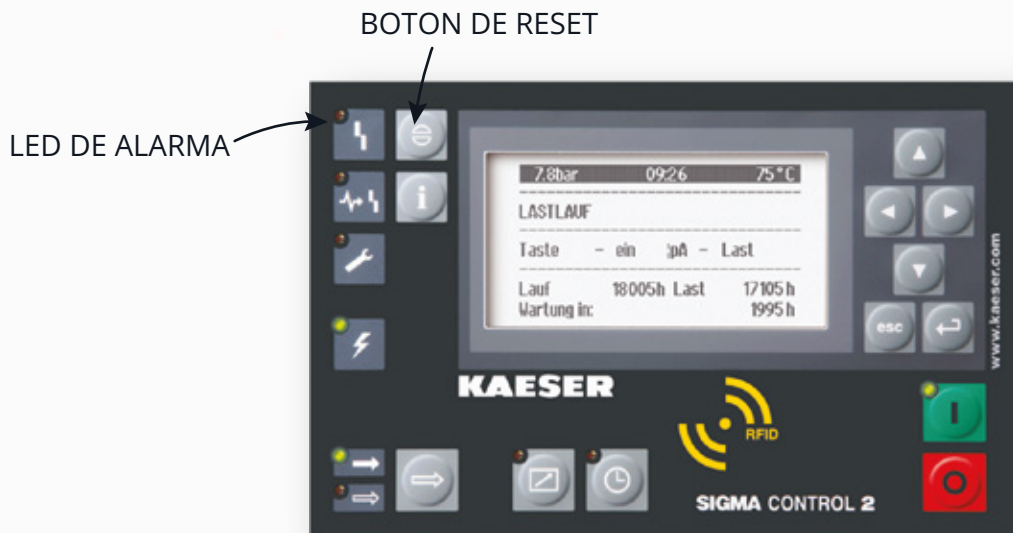 BOTON DE RESET
LED DE ALARMA
7.8bar 09:26 75°C
LASTLAUF
Taste - ein :pA - Last
Lauf 18005h Last 17105h
Wartung in: 1995h
esc
www.kaeser.com
KAESER
RFID
SIGMA CONTROL 2